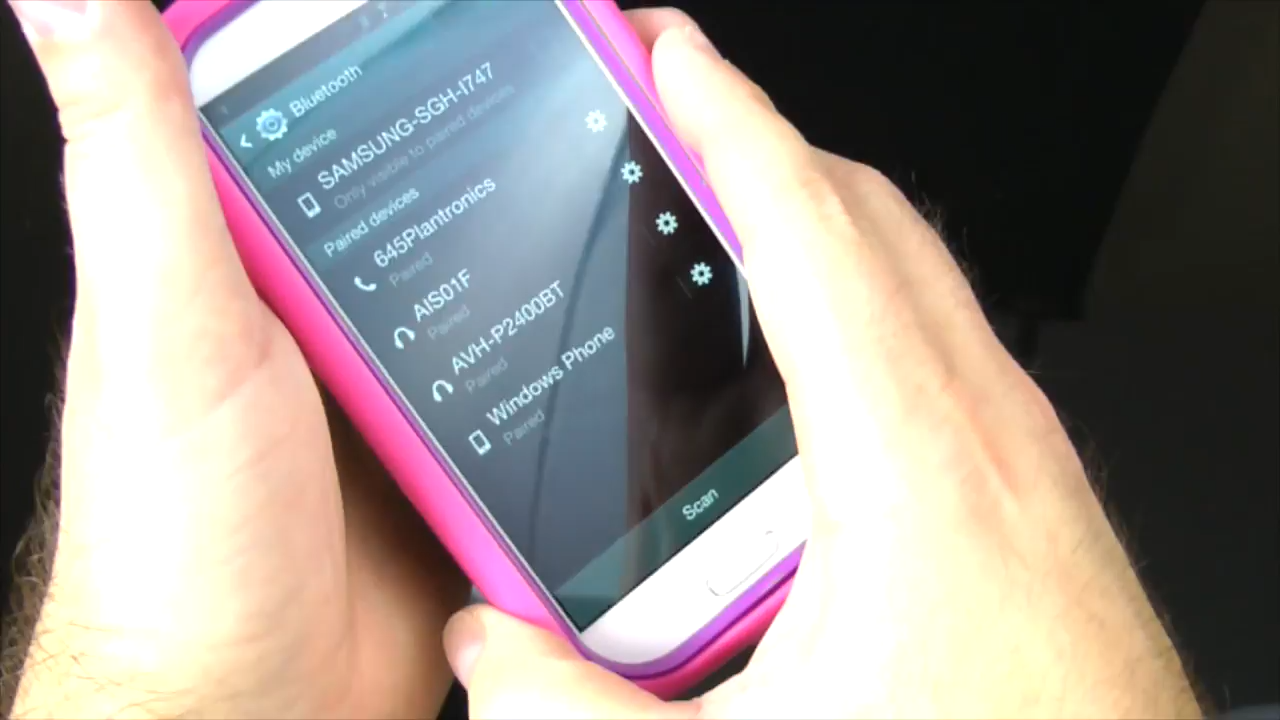 Bluetooth
My device
SAMSUNG-SGH-I747
Only visible to paired devices
Paired devices
645Plantronics
Paired
AIS01F
Paired
AVH-P2400BT
Paired
Windows Phone
Paired
Scan